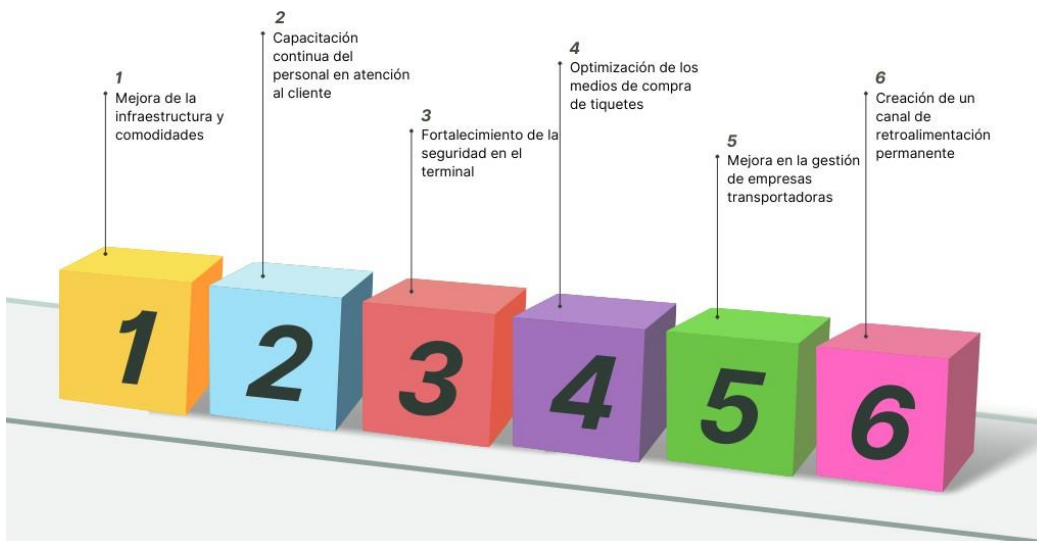 1
Mejora de la
infraestructura y
comodidades
2
Capacitación
continua del
personal en atención
al cliente
3
Fortalecimiento de la
seguridad en el
terminal
4
Optimización de los
medios de compra
de tiquetes
5
Mejora en la gestión
de empresas
transportadoras
6
Creación de un
canal de
retroalimentación
permanente
1
2
3
4
5
6